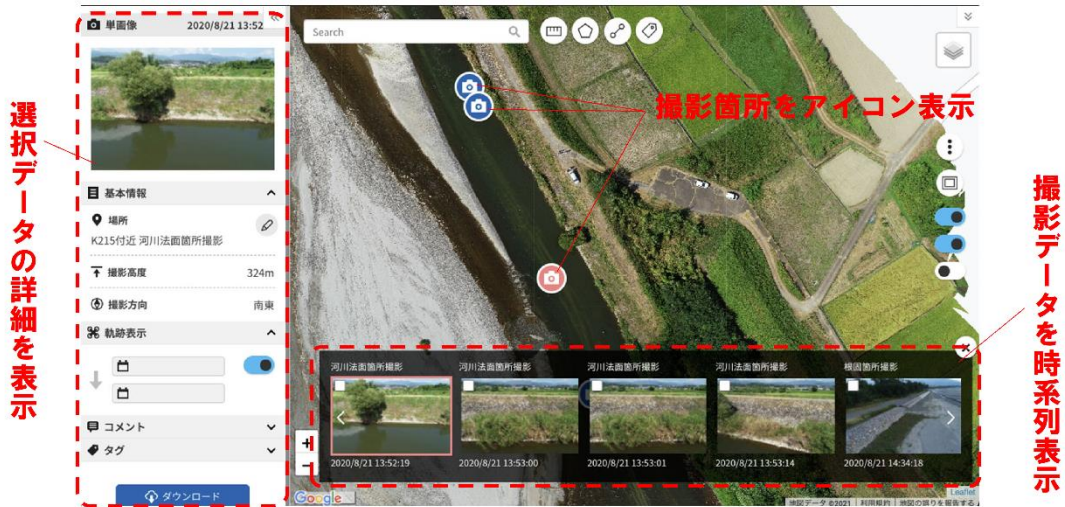 選択データの詳細を表示
単画像 2020/8/21 13:52
基本情報
場所
K215付近 河川法面箇所撮影
撮影高度 324m
撮影方向 南東
軌跡表示
コメント
タグ
ダウンロード
Search
撮影箇所をアイコン表示
河川法面箇所撮影 河川法面箇所撮影 河川法面箇所撮影 河川法面箇所撮影 根固箇所撮影
2020/8/21 13:52:19 2020/8/21 13:53:00 2020/8/21 13:53:01 2020/8/21 13:53:14 2020/8/21 14:34:18
Google
Leaflet
地図データ ©2021 利用規約 地図の誤りを報告する
撮影データを時系列表示